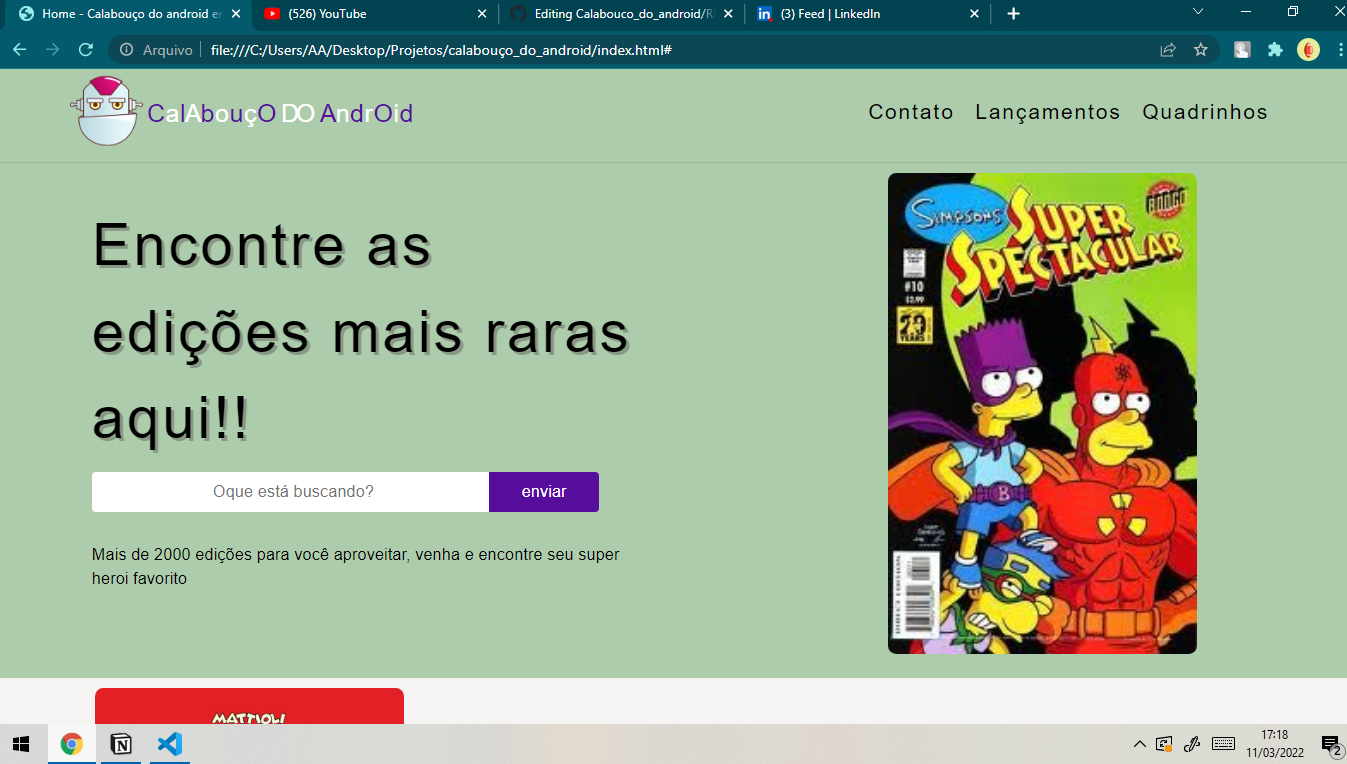 Home - Calabouço do android e
(526) YouTube
Editing Calabouco_do_android/R
(3) Feed | LinkedIn
Arquivo
file:///C:/Users/AA/Desktop/Projetos/calabouço_do_android/index.html#
CalAbouçO DO AndrOid
Contato Lançamentos Quadrinhos
Encontre as
edições mais raras
aqui!!
Oque está buscando?
enviar
Mais de 2000 edições para você aproveitar, venha e encontre seu super
heroi favorito
SIMPSONS
SUPER
SPECTACULAR
BONGO
#10
$2.99
YEARS
B
MATTIOLI
17:18
11/03/2022
2